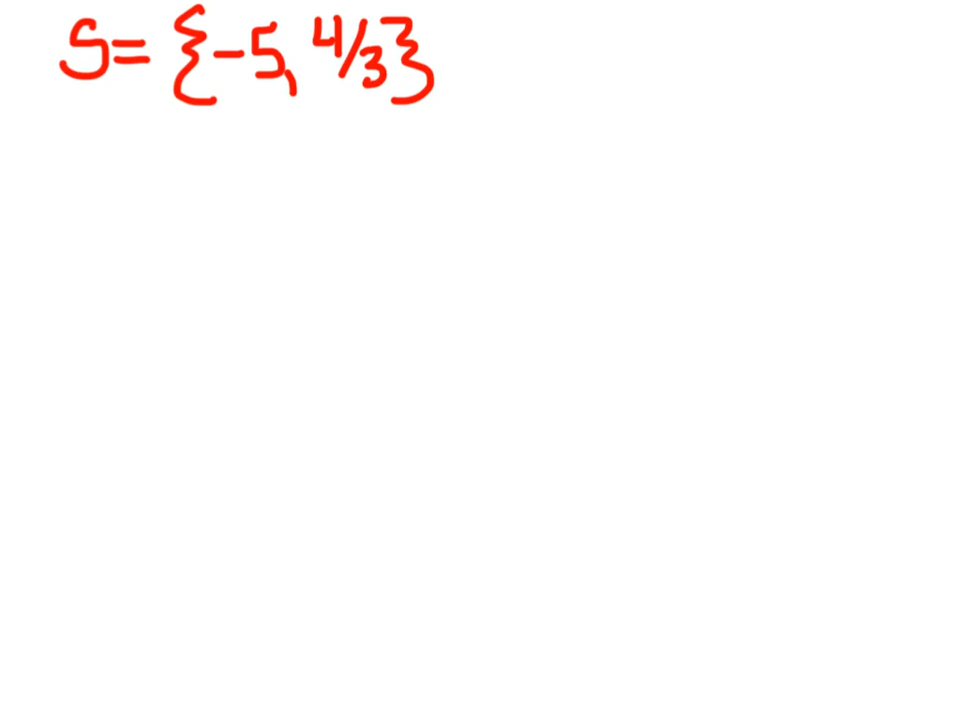 S = {-5, 4/3}